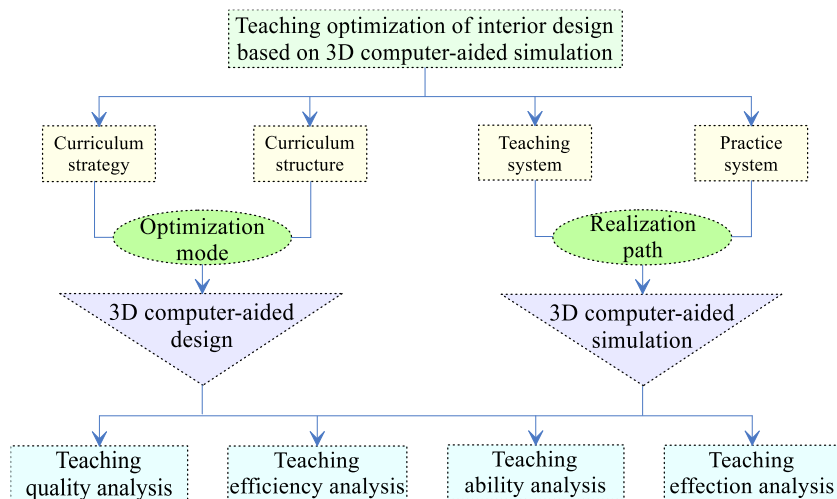 Teaching optimization of interior design
based on 3D computer-aided simulation
Curriculum
strategy
Curriculum
structure
Teaching
system
Practice
system
Optimization
mode
Realization
path
3D computer-aided
design
3D computer-aided
simulation
Teaching
quality analysis
Teaching
efficiency analysis
Teaching
ability analysis
Teaching
effection analysis